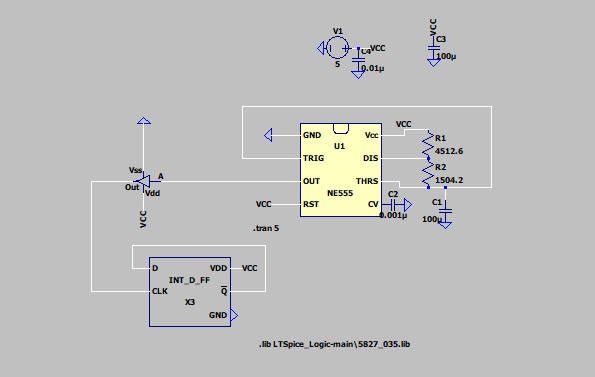 V1
VCC
C4
VCC
5
0.01µ
C3
100µ
GND
Vcc
VCC
U1
R1
4512.6
TRIG
DIS
R2
1504.2
OUT
THRS
NE555
C2
C1
VCC
RST
CV
0.001µ
100µ
Vss
A
Out
Vdd
VCC
.tran 5
D
VDD
VCC
INT_D_FF
CLK
Q
X3
GND
.lib LTSpice_Logic-main\5827_035.lib